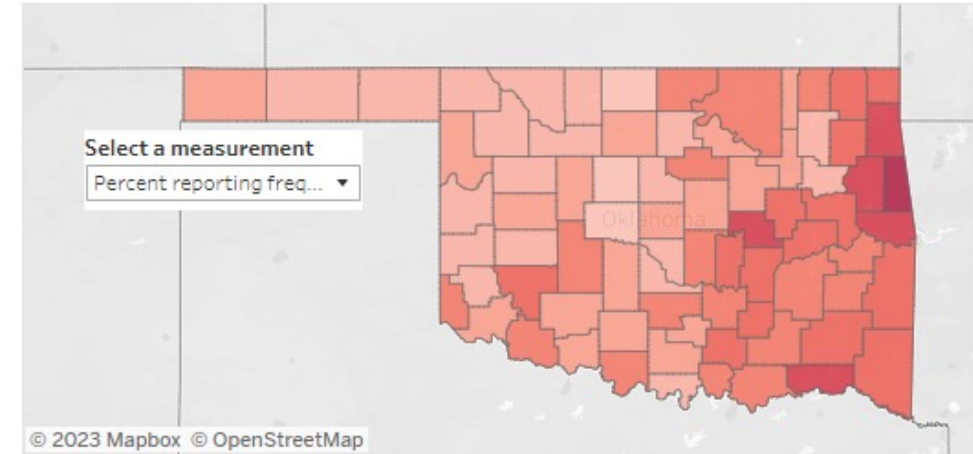 Select a measurement
Percent reporting freq...
Oklahoma
© 2023 Mapbox © OpenStreetMap